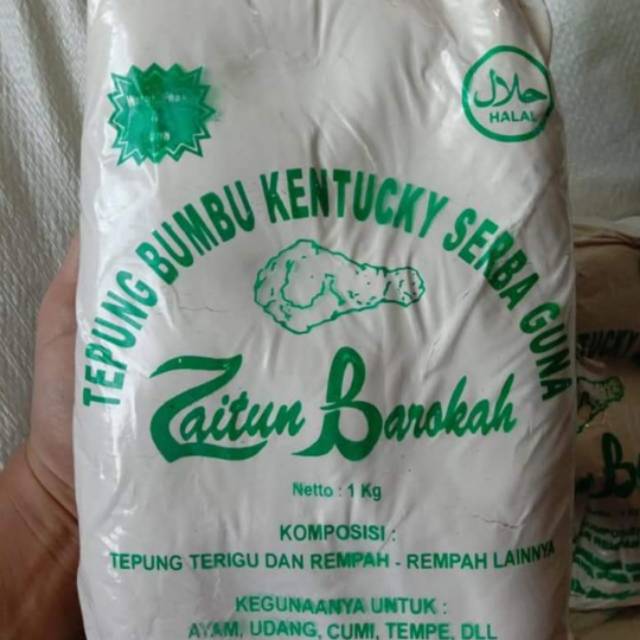 حلال
HALAL
TEPUNG BUMBU KENTUCKY SERBA GUNA
Zaitun Barokah
Netto : 1 Kg
KOMPOSISI :
TEPUNG TERIGU DAN REMPAH - REMPAH LAINNYA
KEGUNAANYA UNTUK :
AYAM, UDANG, CUMI, TEMPE, DLL
KENTUCKY